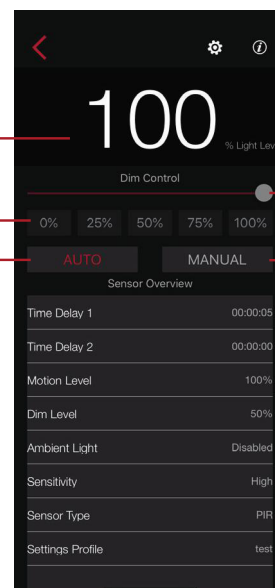 100
% Light Lev
Dim Control
0% 25% 50% 75% 100%
AUTO MANUAL
Sensor Overview
Time Delay 1 00:00:05
Time Delay 2 00:00:00
Motion Level 100%
Dim Level 50%
Ambient Light Disabled
Sensitivity High
Sensor Type PIR
Settings Profile test